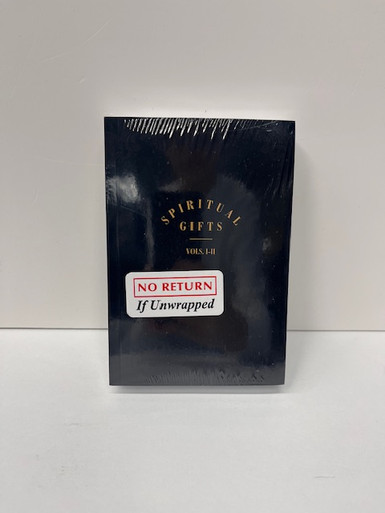 SPIRITUAL
GIFTS
VOLS. I-II
NO RETURN
If Unwrapped